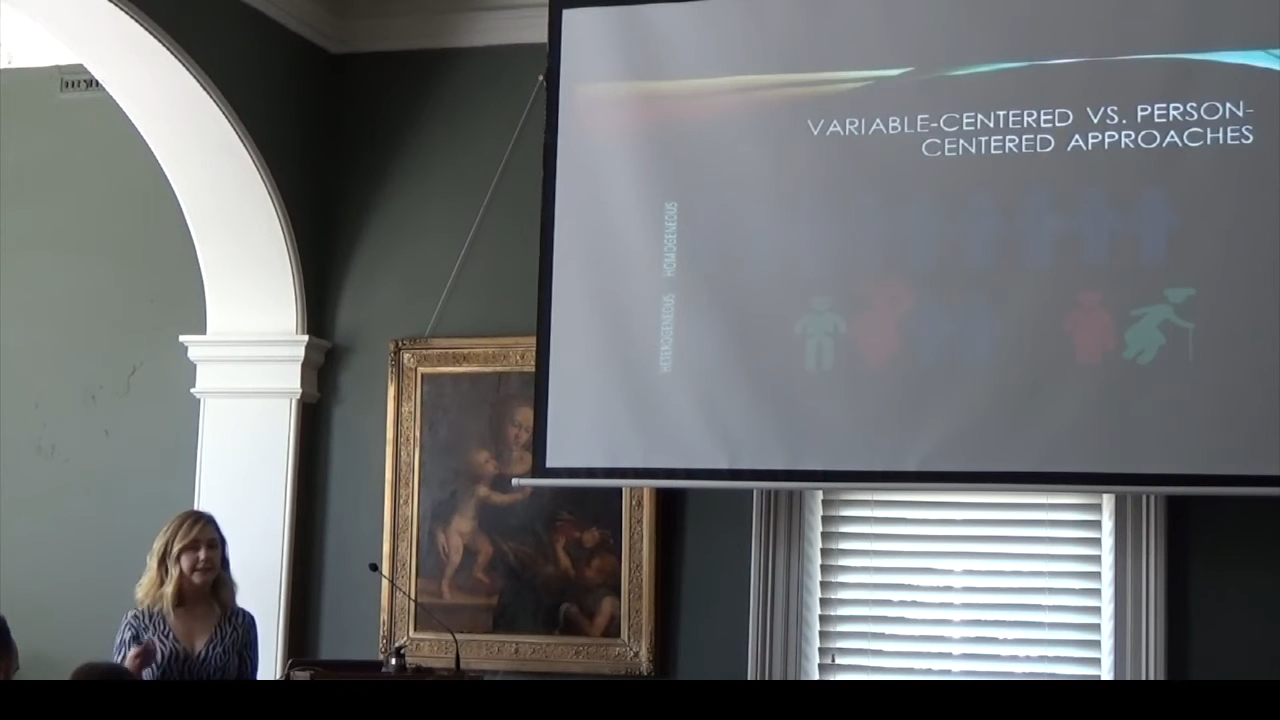 VARIABLE-CENTERED VS. PERSON-
CENTERED APPROACHES
HOMOGENEOUS
HETEROGENEOUS